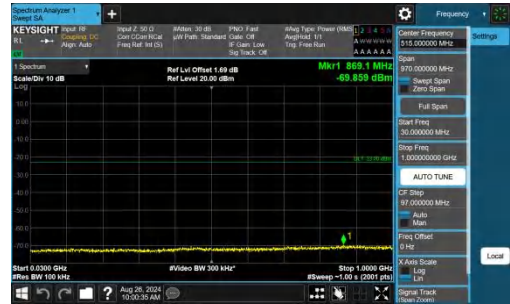 Spectrum Analyzer 1
Swept SA
+
Frequency
KEYSIGHT
Input: RF
Coupling: DC
Align: Auto
Input Z: 50 Ω
Corr CCorr RCal
Freq Ref: Int (S)
#Atten: 30 dB
µW Path: Standard
PNO: Fast
Gate: Off
IF Gain: Low
Sig Track: Off
#Avg Type: Power (RMS)
Avg|Hold: 1/1
Trig: Free Run
1 2 3 4 5 6
A W W W W W
A A A A A A
Center Frequency
515.000000 MHz
Settings
1 Spectrum
Scale/Div 10 dB
Log
Ref Lvl Offset 1.69 dB
Ref Level 20.00 dBm
Mkr1 869.1 MHz
-69.859 dBm
Span
970.000000 MHz
Swept Span
Zero Span
Full Span
Start Freq
30.000000 MHz
Stop Freq
1.000000000 GHz
AUTO TUNE
CF Step
97.000000 MHz
Auto
Man
Freq Offset
0 Hz
X Axis Scale
Log
Lin
Signal Track
(Span Zoom)
Local
10.0
0.00
-10.0
-20.0
-30.0
-40.0
-50.0
-60.0
-70.0
1
Start 0.0300 GHz
#Res BW 100 kHz
#Video BW 300 kHz*
Stop 1.0000 GHz
#Sweep ~1.00 s (2001 pts)
?
Aug 26, 2024
10:00:35 AM